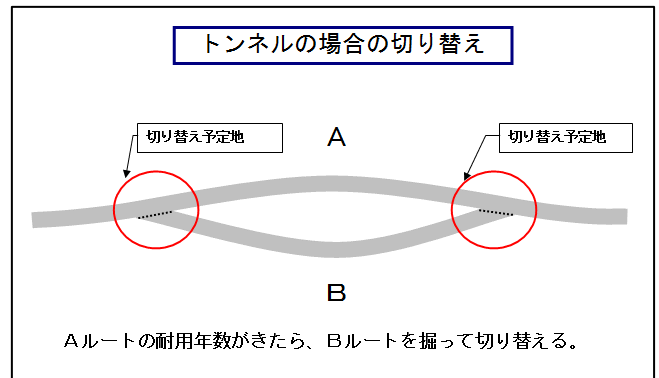 トンネルの場合の切り替え
切り替え予定地
A
切り替え予定地
B
Aルートの耐用年数がきたら、Bルートを掘って切り替える。